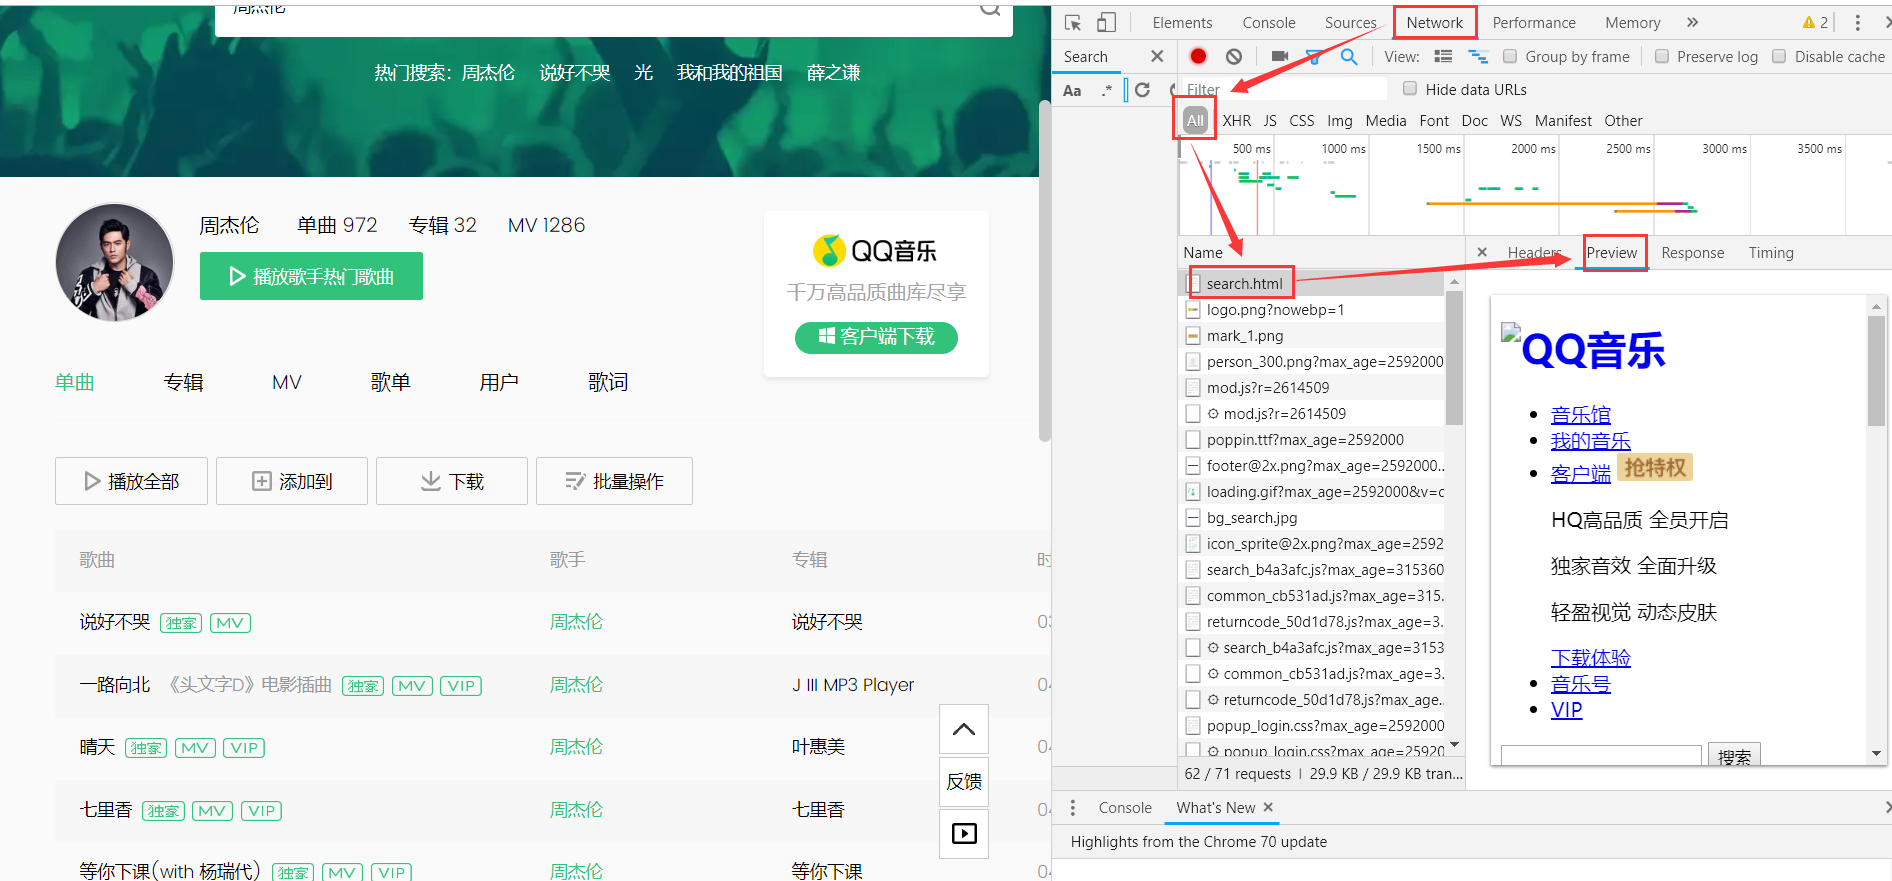 周杰伦
热门搜索: 周杰伦 说好不哭 光 我和我的祖国 薛之谦
周杰伦 单曲 972 专辑 32 MV 1286
播放歌手热门歌曲
QQ音乐
千万高品质曲库尽享
客户端下载
单曲 专辑 MV 歌单 用户 歌词
播放全部 添加到 下载 批量操作
歌曲 歌手 专辑 时
说好不哭 独家 MV 周杰伦 说好不哭 03
一路向北 《头文字D》电影插曲 独家 MV VIP 周杰伦 J III MP3 Player 04
晴天 独家 MV VIP 周杰伦 叶惠美 04
七里香 独家 MV VIP 周杰伦 七里香 04
等你下课(with 杨瑞代) 独家 MV VIP 周杰伦 等你下课 04
反馈
Elements Console Sources Network Performance Memory » 2
Search View: Group by frame Preserve log Disable cache
Aa .* Filter Hide data URLs
All XHR JS CSS Img Media Font Doc WS Manifest Other
500 ms 1000 ms 1500 ms 2000 ms 2500 ms 3000 ms 3500 ms
Name
search.html
logo.png?nowebp=1
mark_1.png
person_300.png?max_age=2592000
mod.js?r=2614509
mod.js?r=2614509
poppin.ttf?max_age=2592000
footer@2x.png?max_age=2592000...
loading.gif?max_age=2592000&v=c
bg_search.jpg
icon_sprite@2x.png?max_age=2592
search_b4a3afc.js?max_age=315360
common_cb531ad.js?max_age=315.
returncode_50d1d78.js?max_age=3.
search_b4a3afc.js?max_age=3153
common_cb531ad.js?max_age=3.
returncode_50d1d78.js?max_age..
popup_login.css?max_age=2592000
popup_login.css?max_age=25920
62 / 71 requests | 29.9 KB / 29.9 KB tran...
Headers Preview Response Timing
QQ音乐
音乐馆
我的音乐
客户端 抢特权
HQ高品质 全员开启
独家音效 全面升级
轻盈视觉 动态皮肤
下载体验
音乐号
VIP
搜索
Console What's New
Highlights from the Chrome 70 update